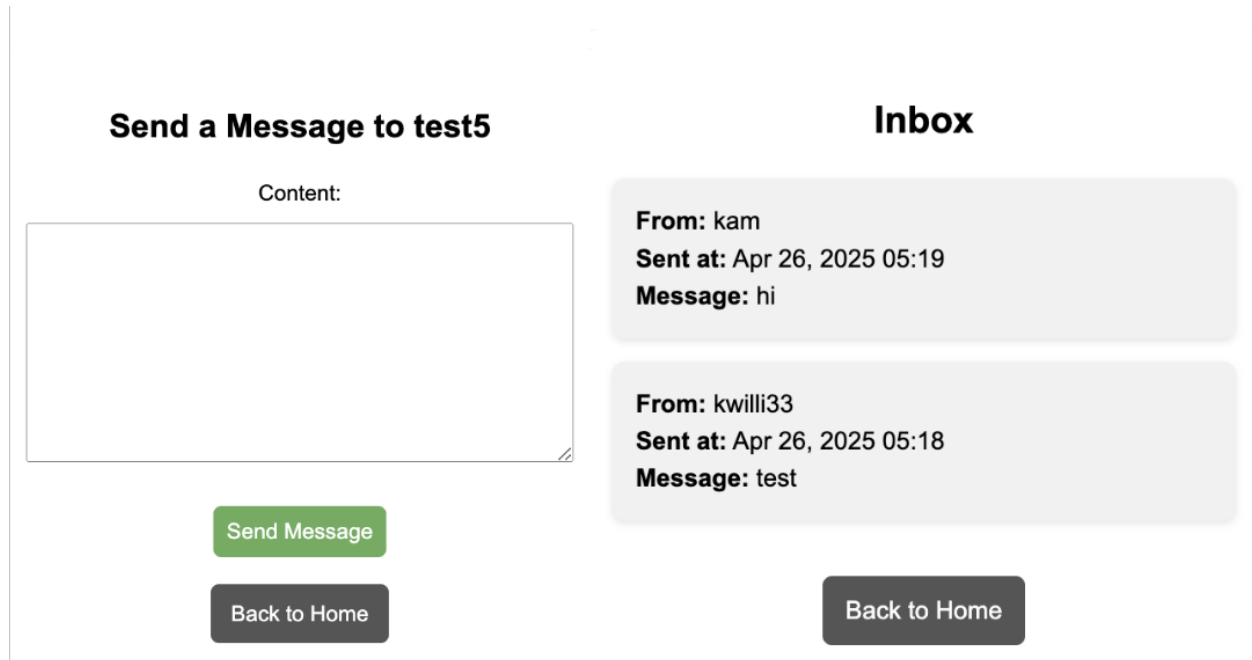 Send a Message to test5
Content:
Send Message
Back to Home
Inbox
From: kam
Sent at: Apr 26, 2025 05:19
Message: hi
From: kwilli33
Sent at: Apr 26, 2025 05:18
Message: test
Back to Home